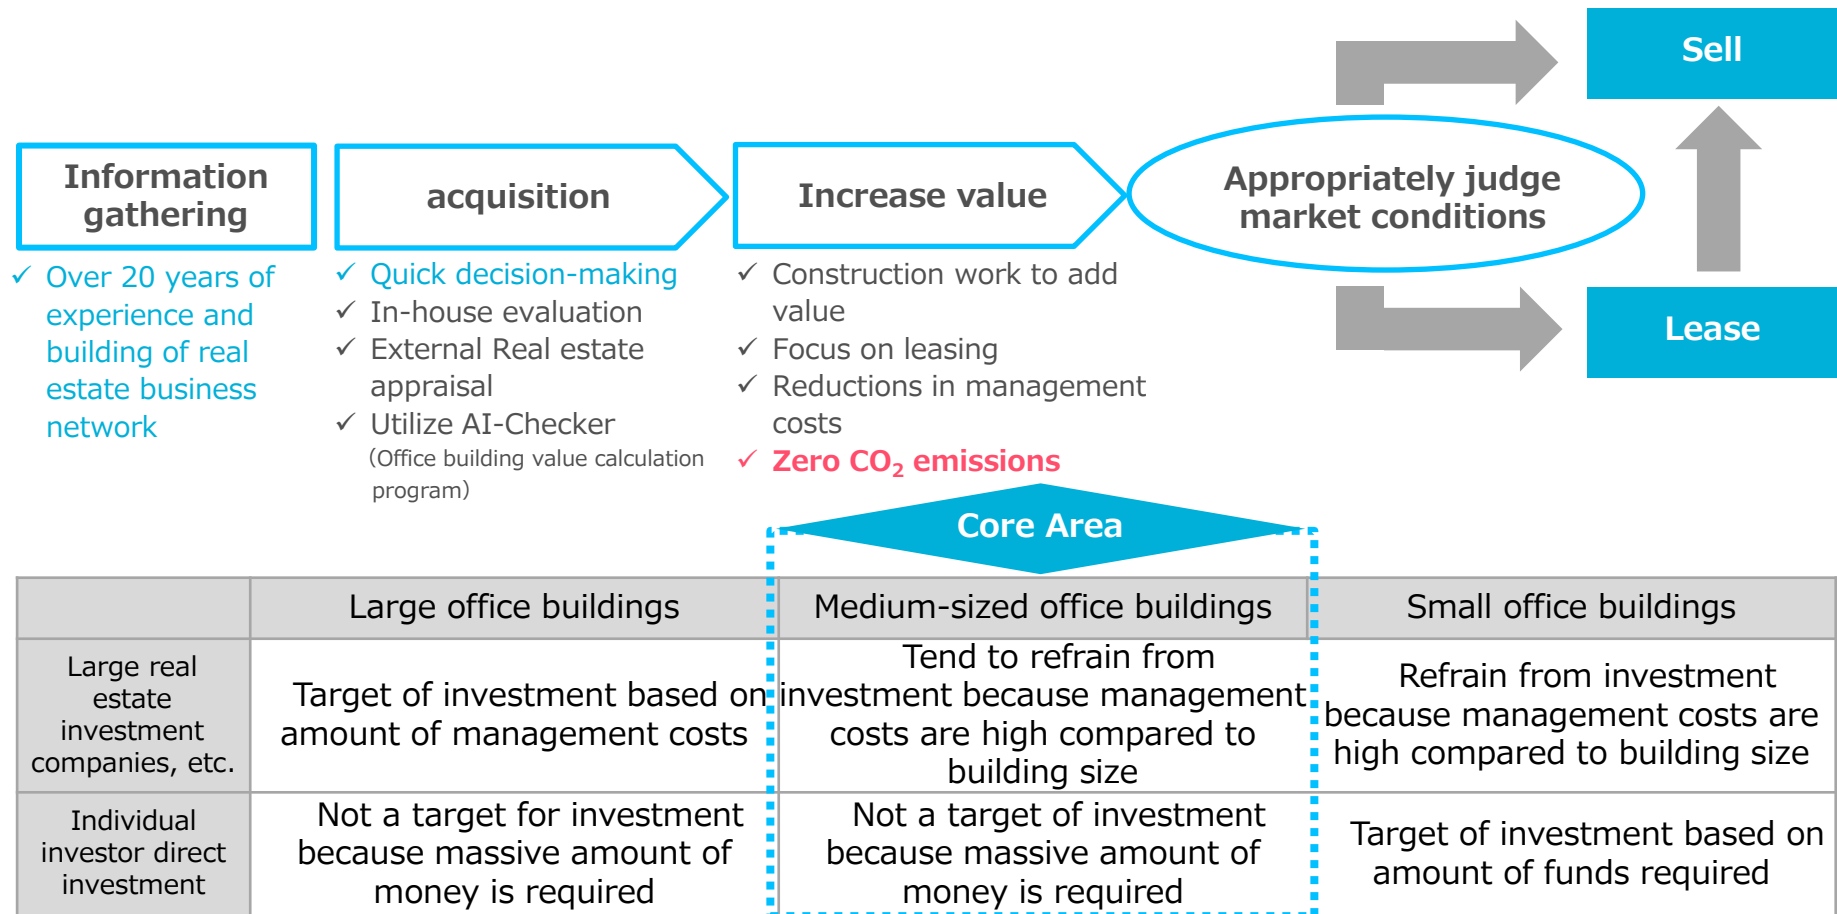 Sell
Information
gathering
acquisition
Increase value
Appropriately judge
market conditions
Lease
✓ Over 20 years of
experience and
building of real
estate business
network
✓ Quick decision-making
✓ In-house evaluation
✓ External Real estate
appraisal
✓ Utilize AI-Checker
(Office building value calculation
program)
✓ Construction work to add
value
✓ Focus on leasing
✓ Reductions in management
costs
✓ Zero CO₂ emissions
Core Area
Large office buildings
Medium-sized office buildings
Small office buildings
Large real
estate
investment
companies, etc.
Target of investment based on
amount of management costs
Tend to refrain from
investment because management
costs are high compared to
building size
Refrain from investment
because management costs are
high compared to building size
Individual
investor direct
investment
Not a target for investment
because massive amount of
money is required
Not a target of investment
because massive amount of
money is required
Target of investment based on
amount of funds required